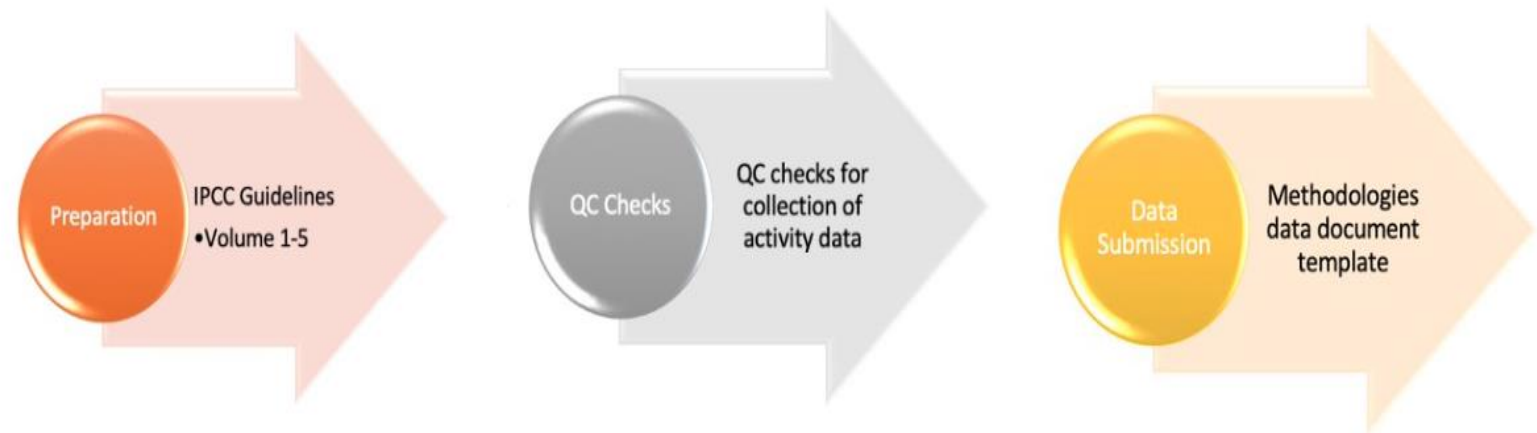 Preparation
IPCC Guidelines
•Volume 1-5
QC Checks
QC checks for
collection of
activity data
Data
Submission
Methodologies
data document
template